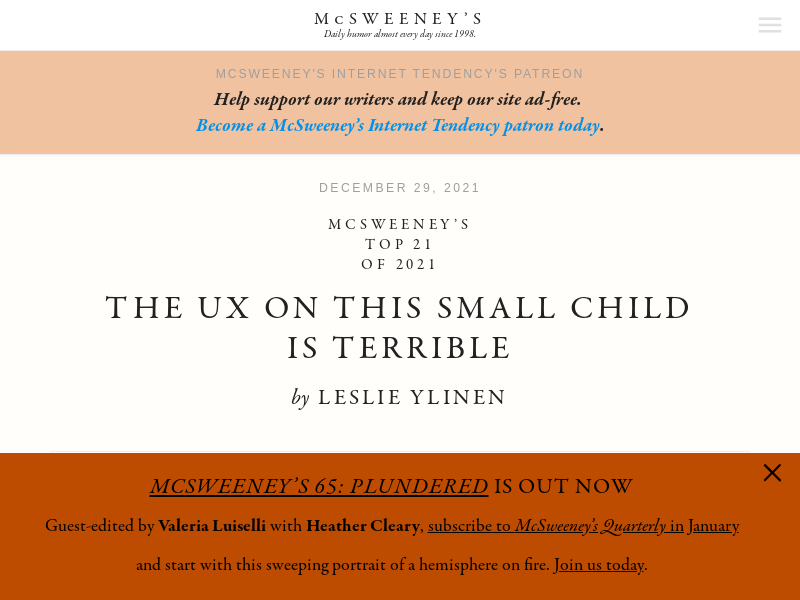 McSWEENEY’S
Daily humor almost every day since 1998.
MCSWEENEY'S INTERNET TENDENCY'S PATREON
Help support our writers and keep our site ad-free.
Become a McSweeney’s Internet Tendency patron today.
DECEMBER 29, 2021
MCSWEENEY’S
TOP 21
OF 2021
THE UX ON THIS SMALL CHILD
IS TERRIBLE
by LESLIE YLINEN
MCSWEENEY’S 65: PLUNDERED IS OUT NOW
Guest-edited by Valeria Luiselli with Heather Cleary, subscribe to McSweeney’s Quarterly in January
and start with this sweeping portrait of a hemisphere on fire. Join us today.